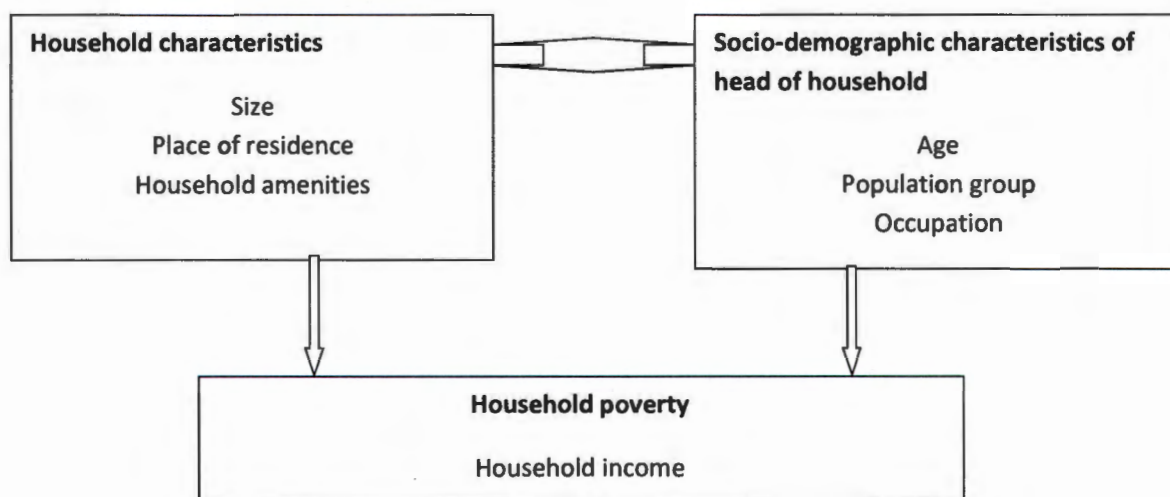 Household characteristics
Size
Place of residence
Household amenities
Socio-demographic characteristics of
head of household
Age
Population group
Occupation
Household poverty
Household income